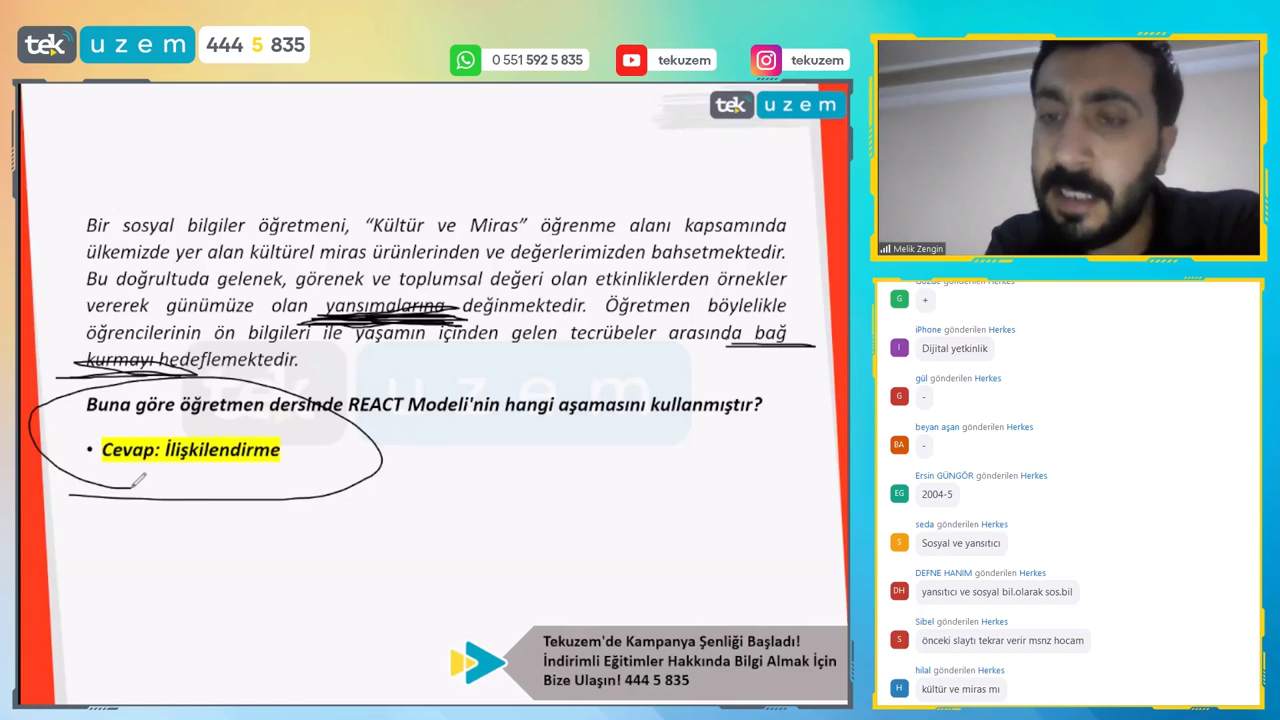 tek uzem 444 5 835
0 551 592 5 835
tekuzem
tekuzem
tek uzem
Bir sosyal bilgiler öğretmeni, “Kültür ve Miras” öğrenme alanı kapsamında
ülkemizde yer alan kültürel miras ürünlerinden ve değerlerimizden bahsetmektedir.
Bu doğrultuda gelenek, görenek ve toplumsal değeri olan etkinliklerden örnekler
vererek günümüze olan yansımalarına değinmektedir. Öğretmen böylelikle
öğrencilerinin ön bilgileri ile yaşamın içinden gelen tecrübeler arasında bağ
kurmayı hedeflemektedir.
Buna göre öğretmen dersinde REACT Modeli'nin hangi aşamasını kullanmıştır?
• Cevap: İlişkilendirme
Tekuzem'de Kampanya Şenliği Başladı!
İndirimli Eğitimler Hakkında Bilgi Almak İçin
Bize Ulaşın! 444 5 835
Melik Zengin
gönderilen Herkes
G
+
iPhone gönderilen Herkes
I
Dijital yetkinlik
gül gönderilen Herkes
G
-
beyan aşan gönderilen Herkes
BA
-
Ersin GÜNGÖR gönderilen Herkes
EG
2004-5
seda gönderilen Herkes
S
Sosyal ve yansıtıcı
DEFNE HANIM gönderilen Herkes
DH
yansıtıcı ve sosyal bil.olarak sos.bil
Sibel gönderilen Herkes
S
önceki slaytı tekrar verir msnz hocam
hilal gönderilen Herkes
H
kültür ve miras mı